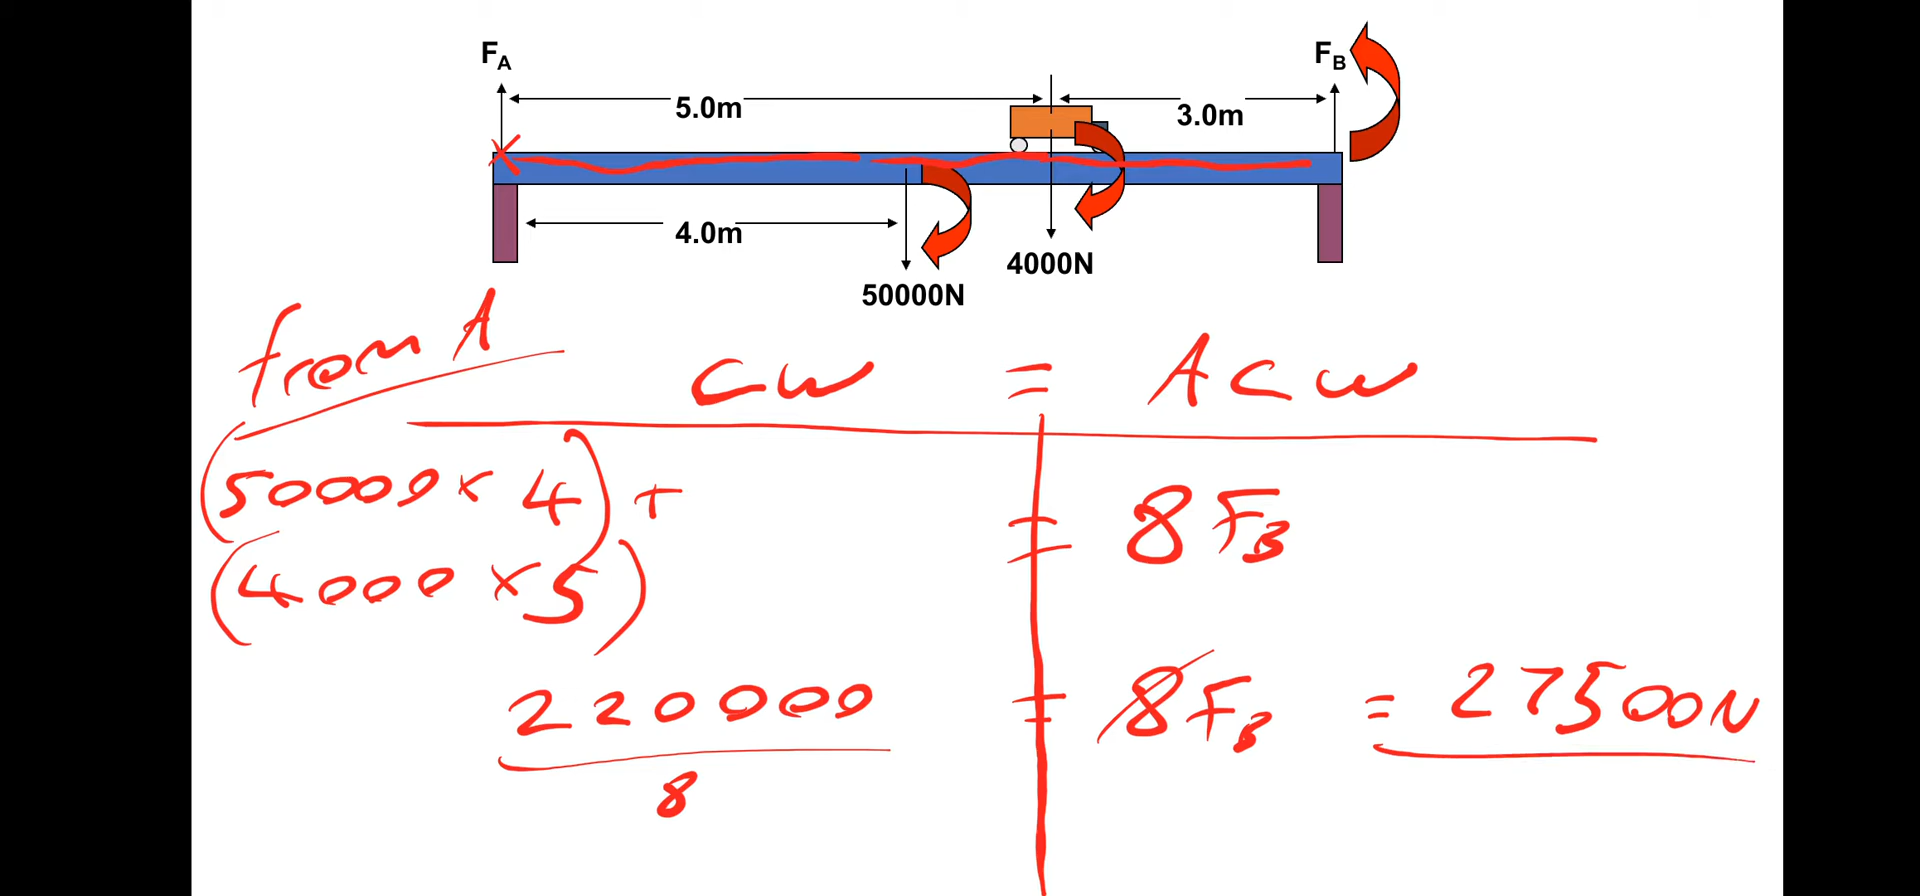 FA FB
5.0m 3.0m
4.0m
4000N
50000N
from A
CW = ACW
(50000 × 4) + = 8FB
(4000 × 5)
220000 = 8FB = 27500N
8